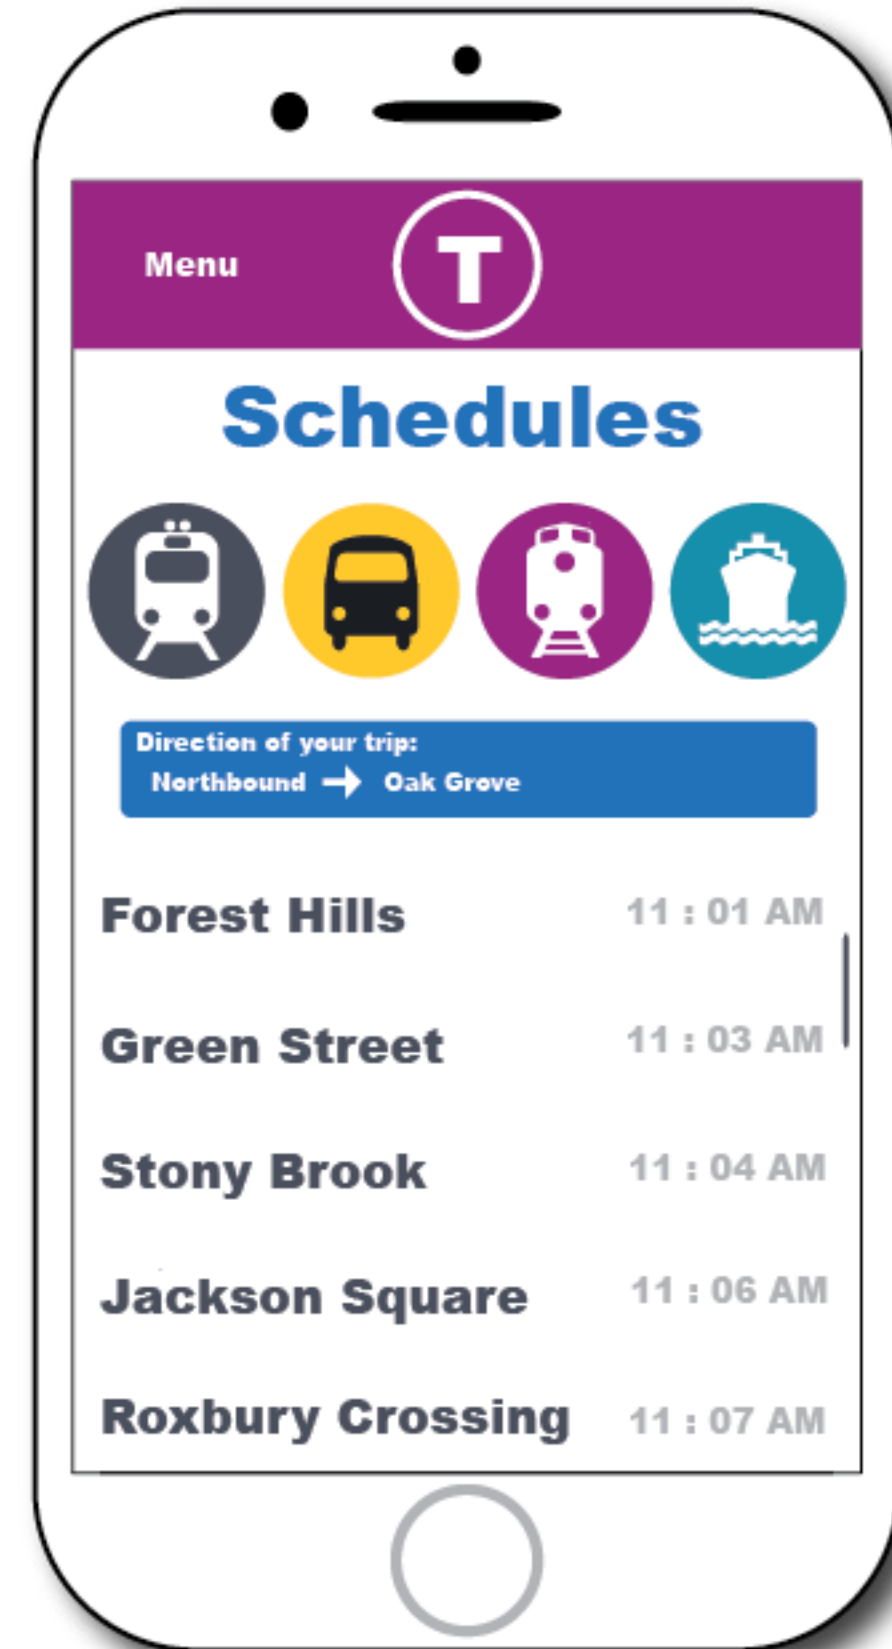 Menu
T
Schedules
Direction of your trip:
Northbound → Oak Grove
Forest Hills 11 : 01 AM
Green Street 11 : 03 AM
Stony Brook 11 : 04 AM
Jackson Square 11 : 06 AM
Roxbury Crossing 11 : 07 AM